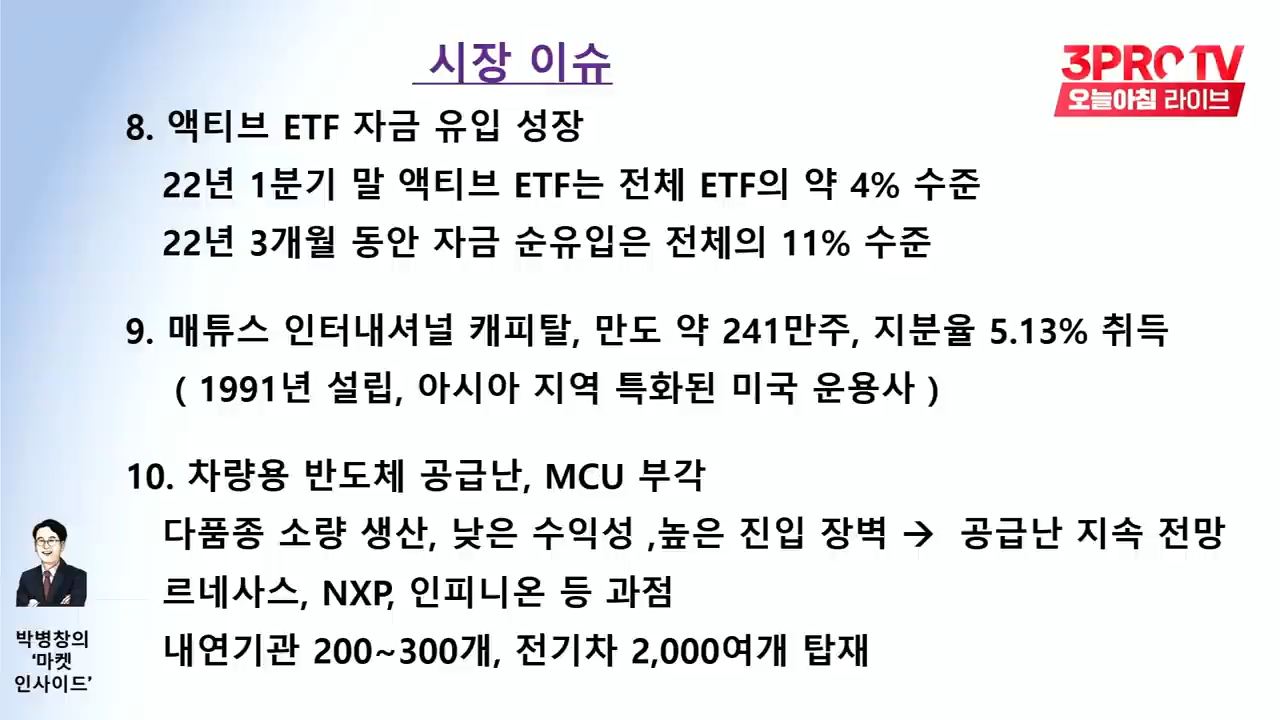 시장 이슈
3PRO TV
오늘아침 라이브
8. 액티브 ETF 자금 유입 성장
22년 1분기 말 액티브 ETF는 전체 ETF의 약 4% 수준
22년 3개월 동안 자금 순유입은 전체의 11% 수준
9. 매튜스 인터내셔널 캐피탈, 만도 약 241만주, 지분율 5.13% 취득
( 1991년 설립, 아시아 지역 특화된 미국 운용사 )
10. 차량용 반도체 공급난, MCU 부각
다품종 소량 생산, 낮은 수익성 ,높은 진입 장벽 → 공급난 지속 전망
르네사스, NXP, 인피니온 등 과점
내연기관 200~300개, 전기차 2,000여개 탑재
박병창의
‘마켓
인사이드’